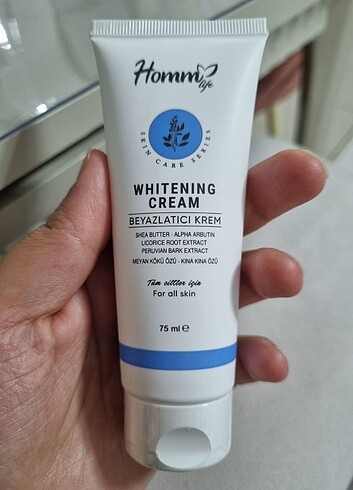 Homm
life
SKIN CARE SERIES
WHITENING
CREAM
BEYAZLATICI KREM
SHEA BUTTER - ALPHA ARBUTIN
LICORICE ROOT EXTRACT
PERUVIAN BARK EXTRACT
MEYAN KÖKÜ ÖZÜ - KINA KINA ÖZÜ
Tüm ciltler için
For all skin
75 ml e